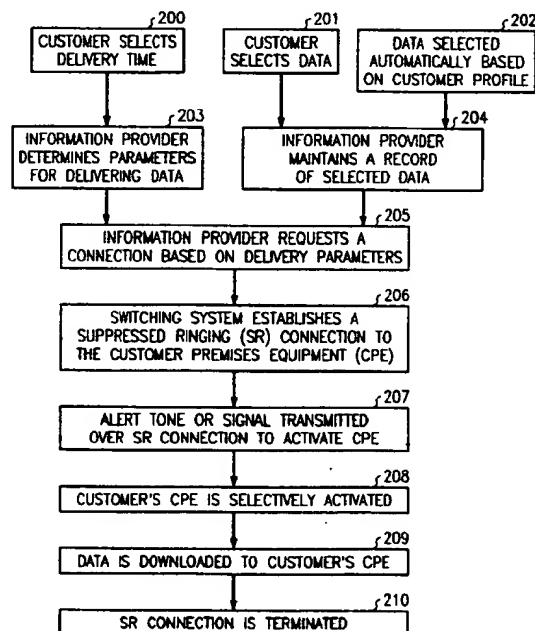 200
CUSTOMER SELECTS
DELIVERY TIME
201
CUSTOMER
SELECTS DATA
202
DATA SELECTED
AUTOMATICALLY BASED
ON CUSTOMER PROFILE
203
INFORMATION PROVIDER
DETERMINES PARAMETERS
FOR DELIVERING DATA
204
INFORMATION PROVIDER
MAINTAINS A RECORD
OF SELECTED DATA
205
INFORMATION PROVIDER REQUESTS A
CONNECTION BASED ON DELIVERY PARAMETERS
206
SWITCHING SYSTEM ESTABLISHES A
SUPPRESSED RINGING (SR) CONNECTION TO
THE CUSTOMER PREMISES EQUIPMENT (CPE)
207
ALERT TONE OR SIGNAL TRANSMITTED
OVER SR CONNECTION TO ACTIVATE CPE
208
CUSTOMER'S CPE IS SELECTIVELY ACTIVATED
209
DATA IS DOWNLOADED TO CUSTOMER'S CPE
210
SR CONNECTION IS TERMINATED